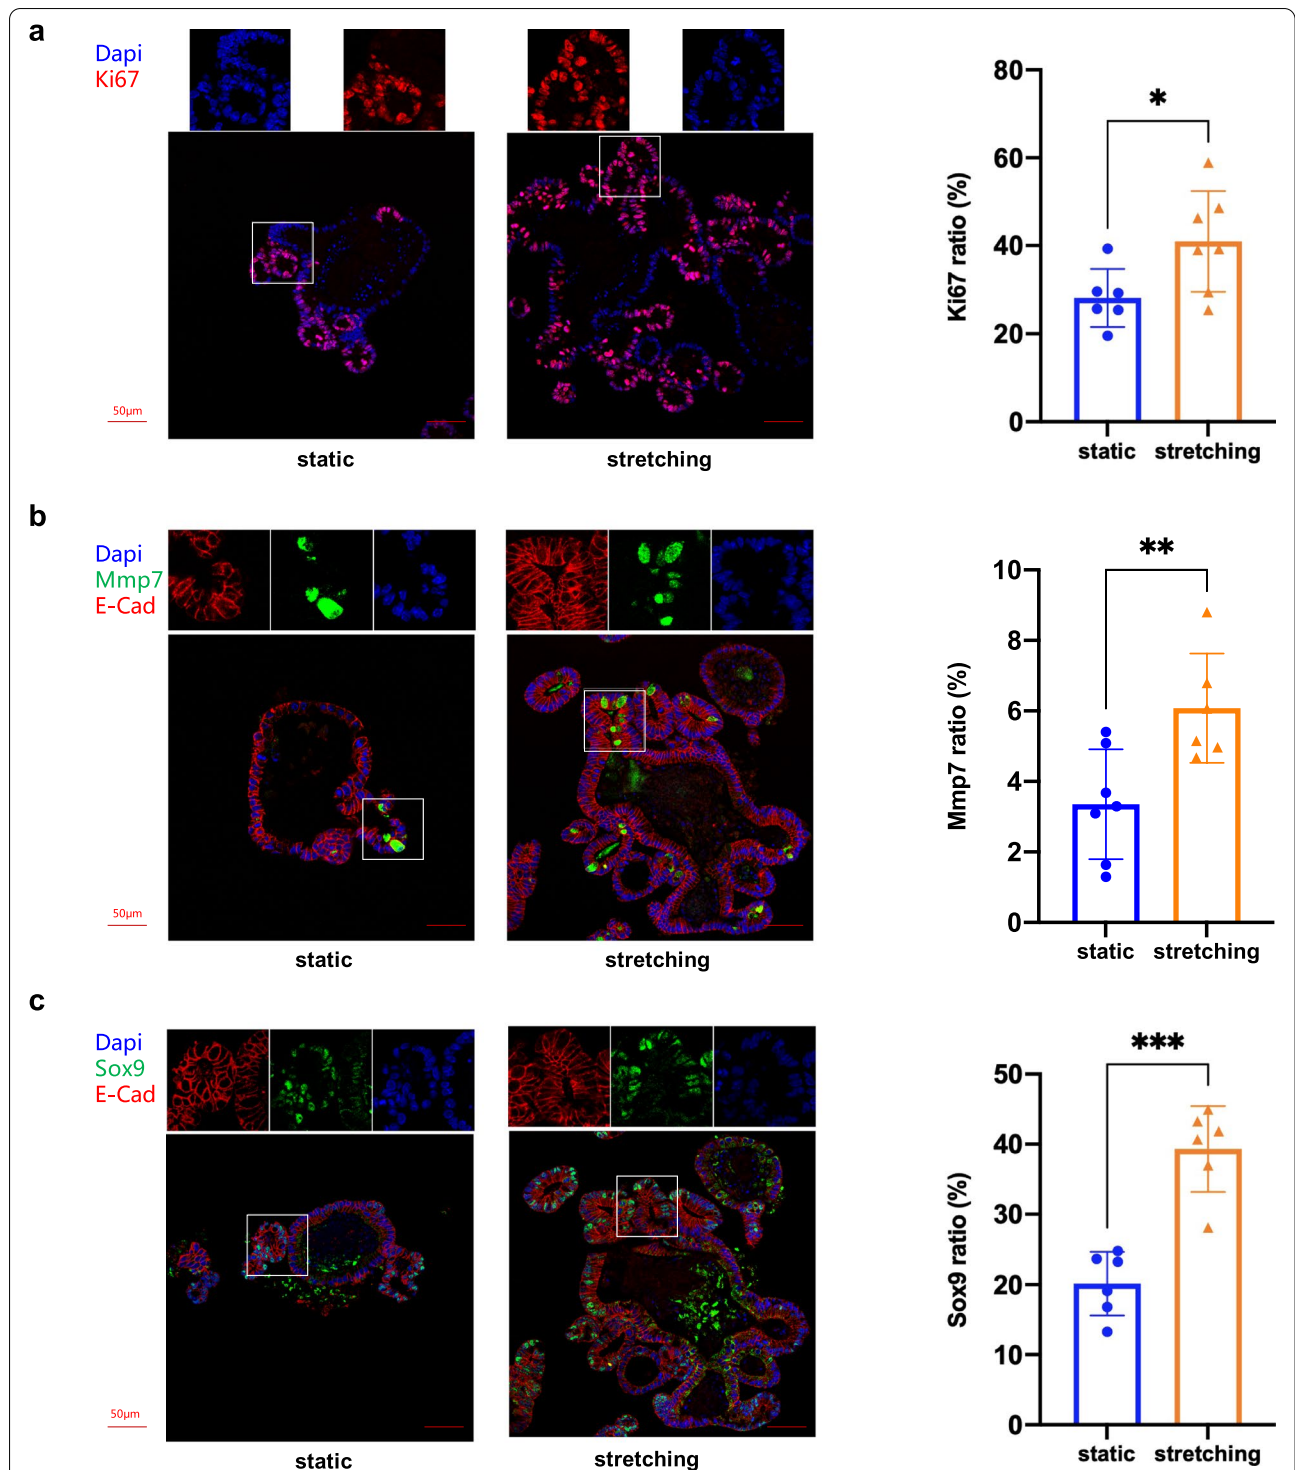 a
Dapi
Ki67
50μm
static
stretching
80
60
40
20
0
Ki67 ratio (%)
*
static
stretching
b
Dapi
Mmp7
E-Cad
50μm
static
stretching
10
8
6
4
2
0
Mmp7 ratio (%)
**
static
stretching
c
Dapi
Sox9
E-Cad
50μm
static
stretching
50
40
30
20
10
0
Sox9 ratio (%)
***
static
stretching